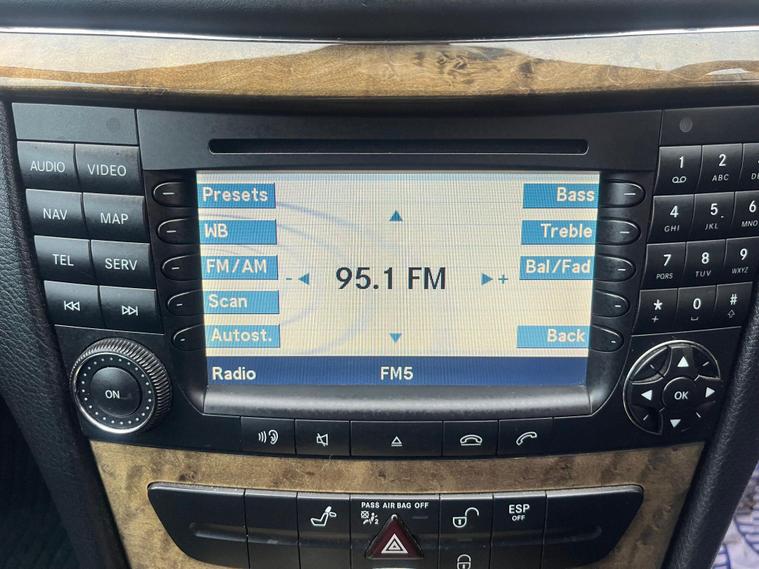 AUDIO VIDEO
NAV MAP
TEL SERV
ON
Presets
WB
FM/AM
Scan
Autost.
- 95.1 FM +
Bass
Treble
Bal/Fad
Back
Radio FM5
1 2 ABC
4 GHI 5 JKL 6 MNO
7 PQRS 8 TUV 9 WXYZ
* + 0 #
OK
PASS AIR BAG OFF
2
ESP
OFF